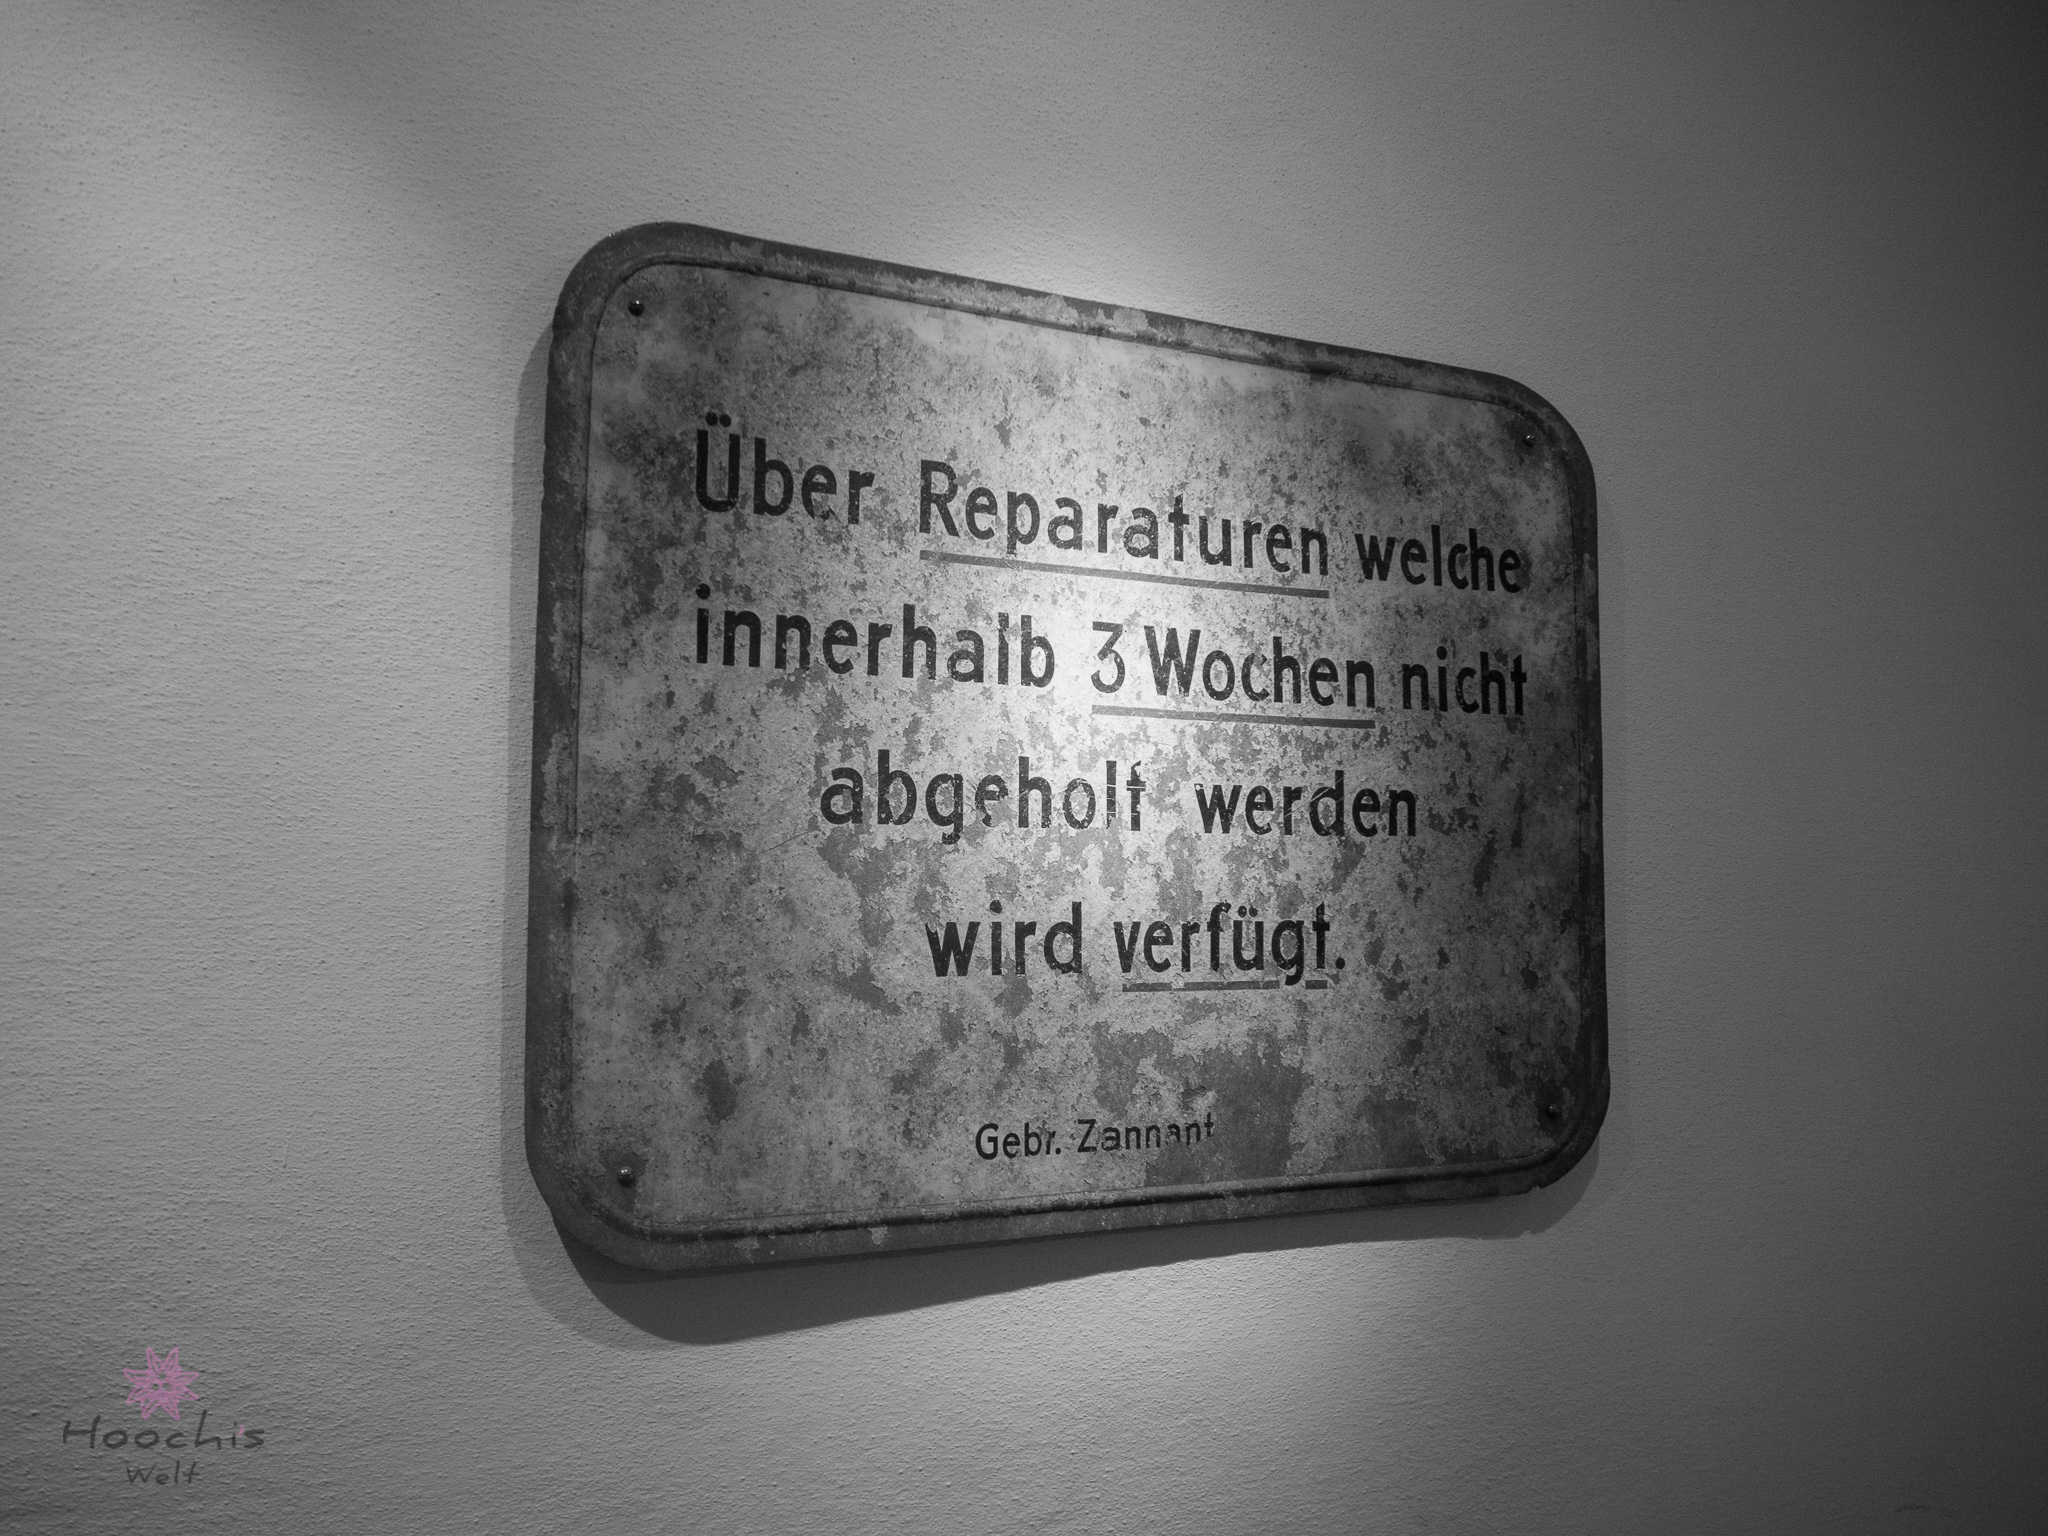 Über Reparaturen welche
innerhalb 3 Wochen nicht
abgeholt werden
wird verfügt.
Gebr. Zannant
Hoochis
Welt